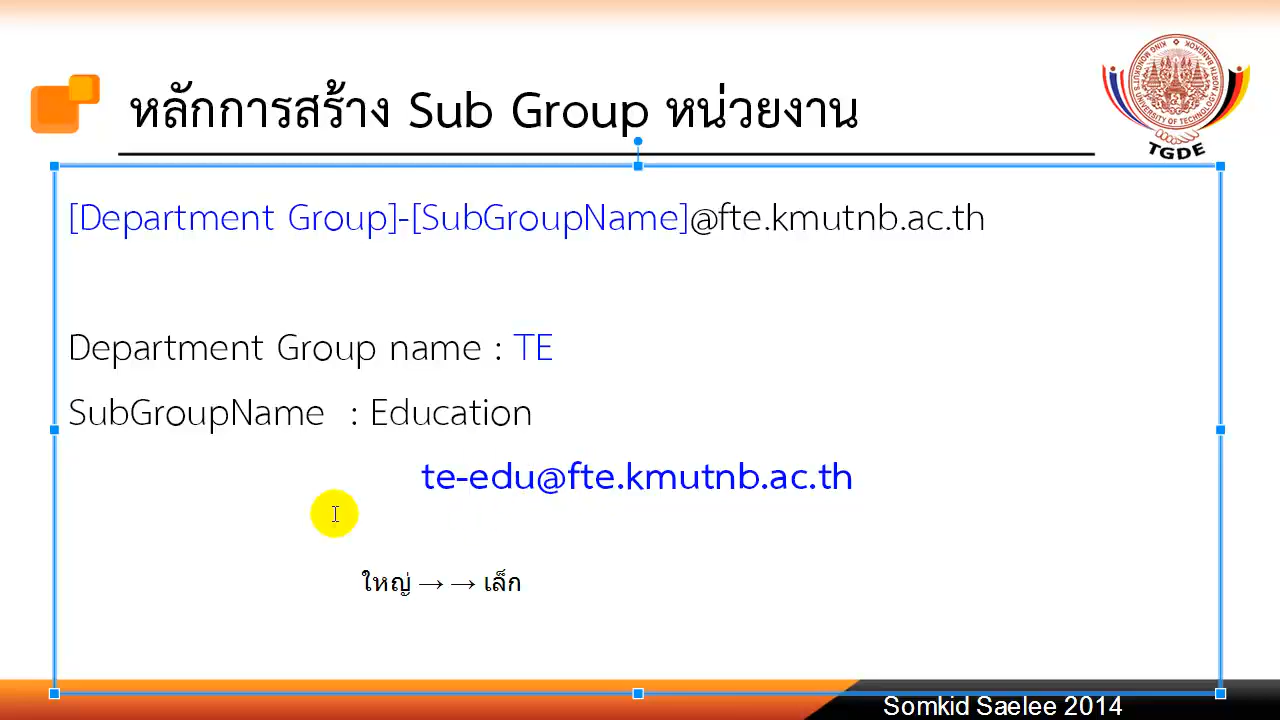 หลักการสร้าง Sub Group หน่วยงาน
TGDE
[Department Group]-[SubGroupName]@fte.kmutnb.ac.th
Department Group name : TE
SubGroupName : Education
te-edu@fte.kmutnb.ac.th
ใหญ่ → → เล็ก
Somkid Saelee 2014